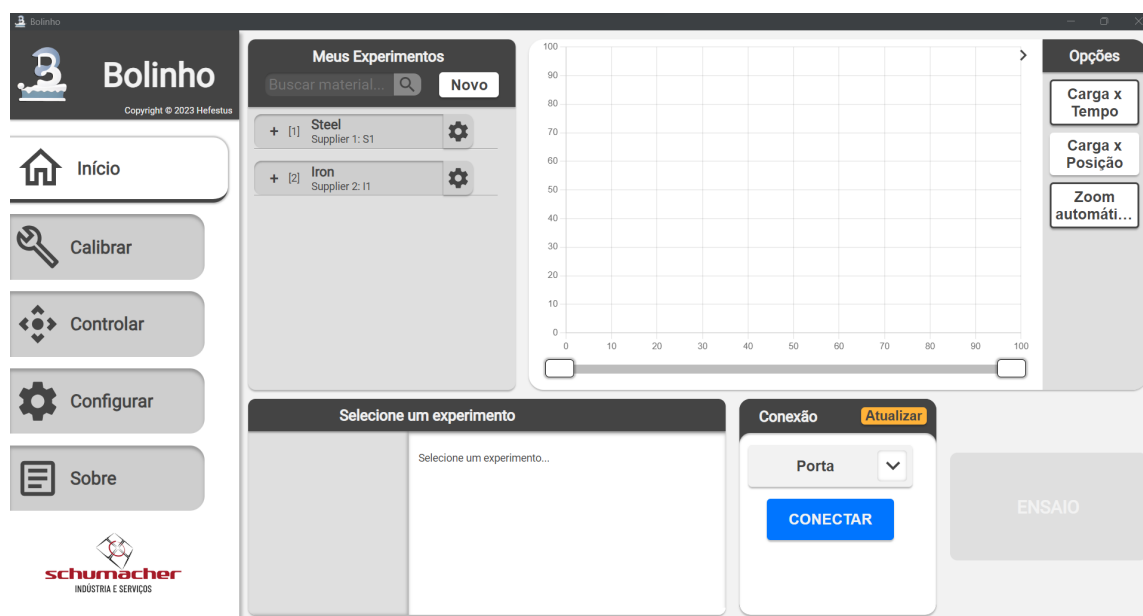 Bolinho
Bolinho
Copyright © 2023 Hefestus
Início
Calibrar
Controlar
Configurar
Sobre
schumacher
INDÚSTRIA E SERVIÇOS
Meus Experimentos
Buscar material...
Novo
+ [1] Steel
Supplier 1: S1
+ [2] Iron
Supplier 2: I1
100
90
80
70
60
50
40
30
20
10
0
0 10 20 30 40 50 60 70 80 90 100
Opções
Carga x
Tempo
Carga x
Posição
Zoom
automáti...
Selecione um experimento
Selecione um experimento...
Conexão
Atualizar
Porta
CONECTAR
ENSAIO